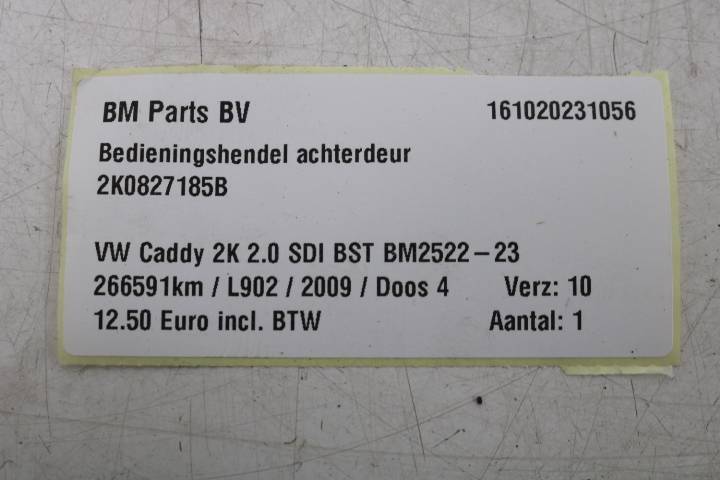 BM Parts BV 161020231056
Bedieningshendel achterdeur
2K0827185B
VW Caddy 2K 2.0 SDI BST BM2522-23
266591km / L902 / 2009 / Doos 4 Verz: 10
12.50 Euro incl. BTW Aantal: 1